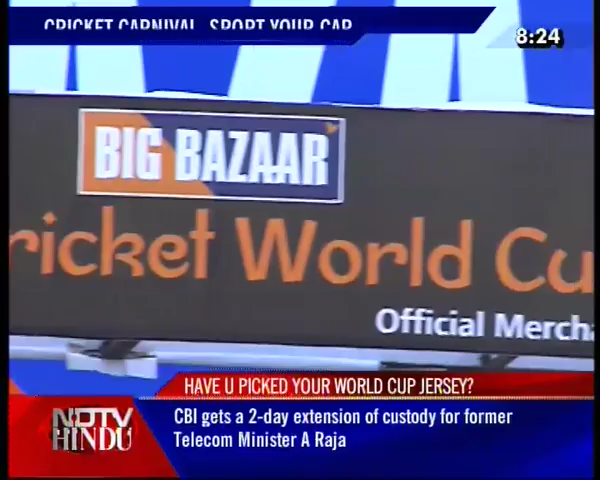 CRICKET CARNIVAL SPORT YOUR CAP
8:24
BIG BAZAAR
ricket World Cu
Official Mercha
HAVE U PICKED YOUR WORLD CUP JERSEY?
NDTV
HINDU
CBI gets a 2-day extension of custody for former
Telecom Minister A Raja